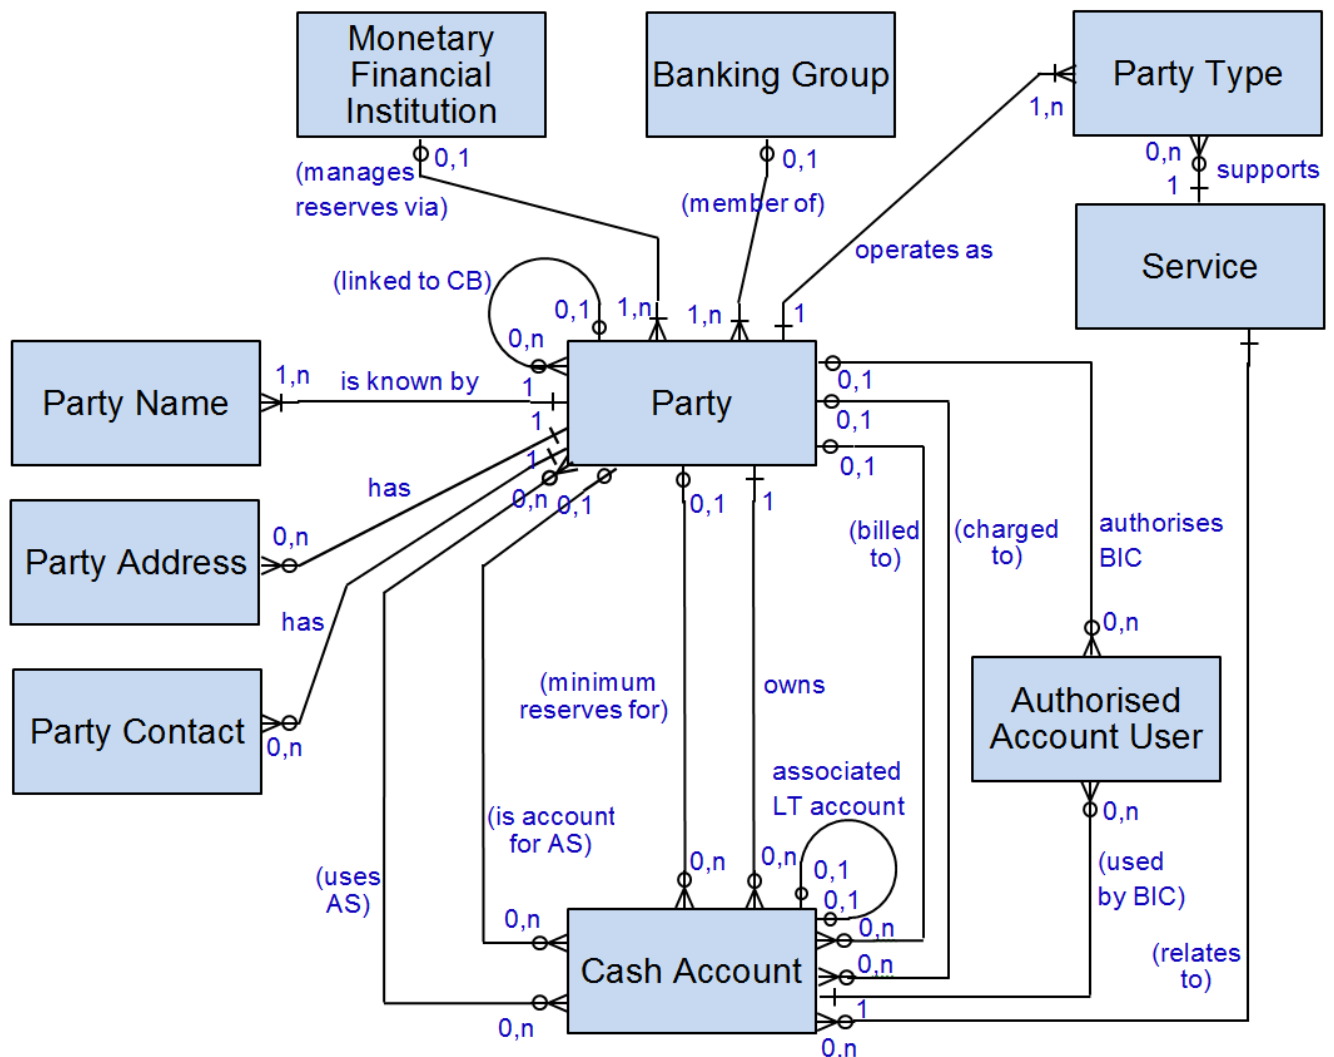 Monetary
Financial
Institution
Banking Group
Party Type
0,1
0,1
1,n
0,n
supports
1
(manages
reserves via)
(member of)
operates as
Service
(linked to CB)
0,1
1,n
1,n
1
0,n
Party Name
1,n
is known by
1
Party
0,1
0,1
0,1
1
1
has
0,n
0,1
0,1
1
Party Address
0,n
(billed
to)
(charged
to)
authorises
BIC
has
0,n
Party Contact
0,n
(minimum
reserves for)
owns
Authorised
Account User
associated
LT account
(is account
for AS)
0,n
(uses
AS)
0,n
0,n
0,1
0,1
(used
by BIC)
0,n
0,n
0,n
Cash Account
(relates
to)
1
0,n
0,n